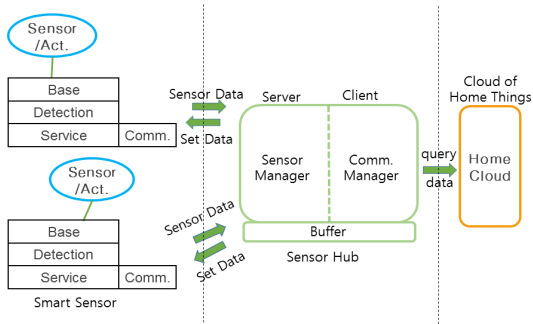 Sensor
/Act.
Base
Detection
Service
Comm.
Sensor
/Act.
Base
Detection
Service
Comm.
Smart Sensor
Sensor Data
Set Data
Sensor Data
Set Data
Server
Client
Sensor
Manager
Comm.
Manager
Buffer
Sensor Hub
query
data
Cloud of
Home Things
Home
Cloud